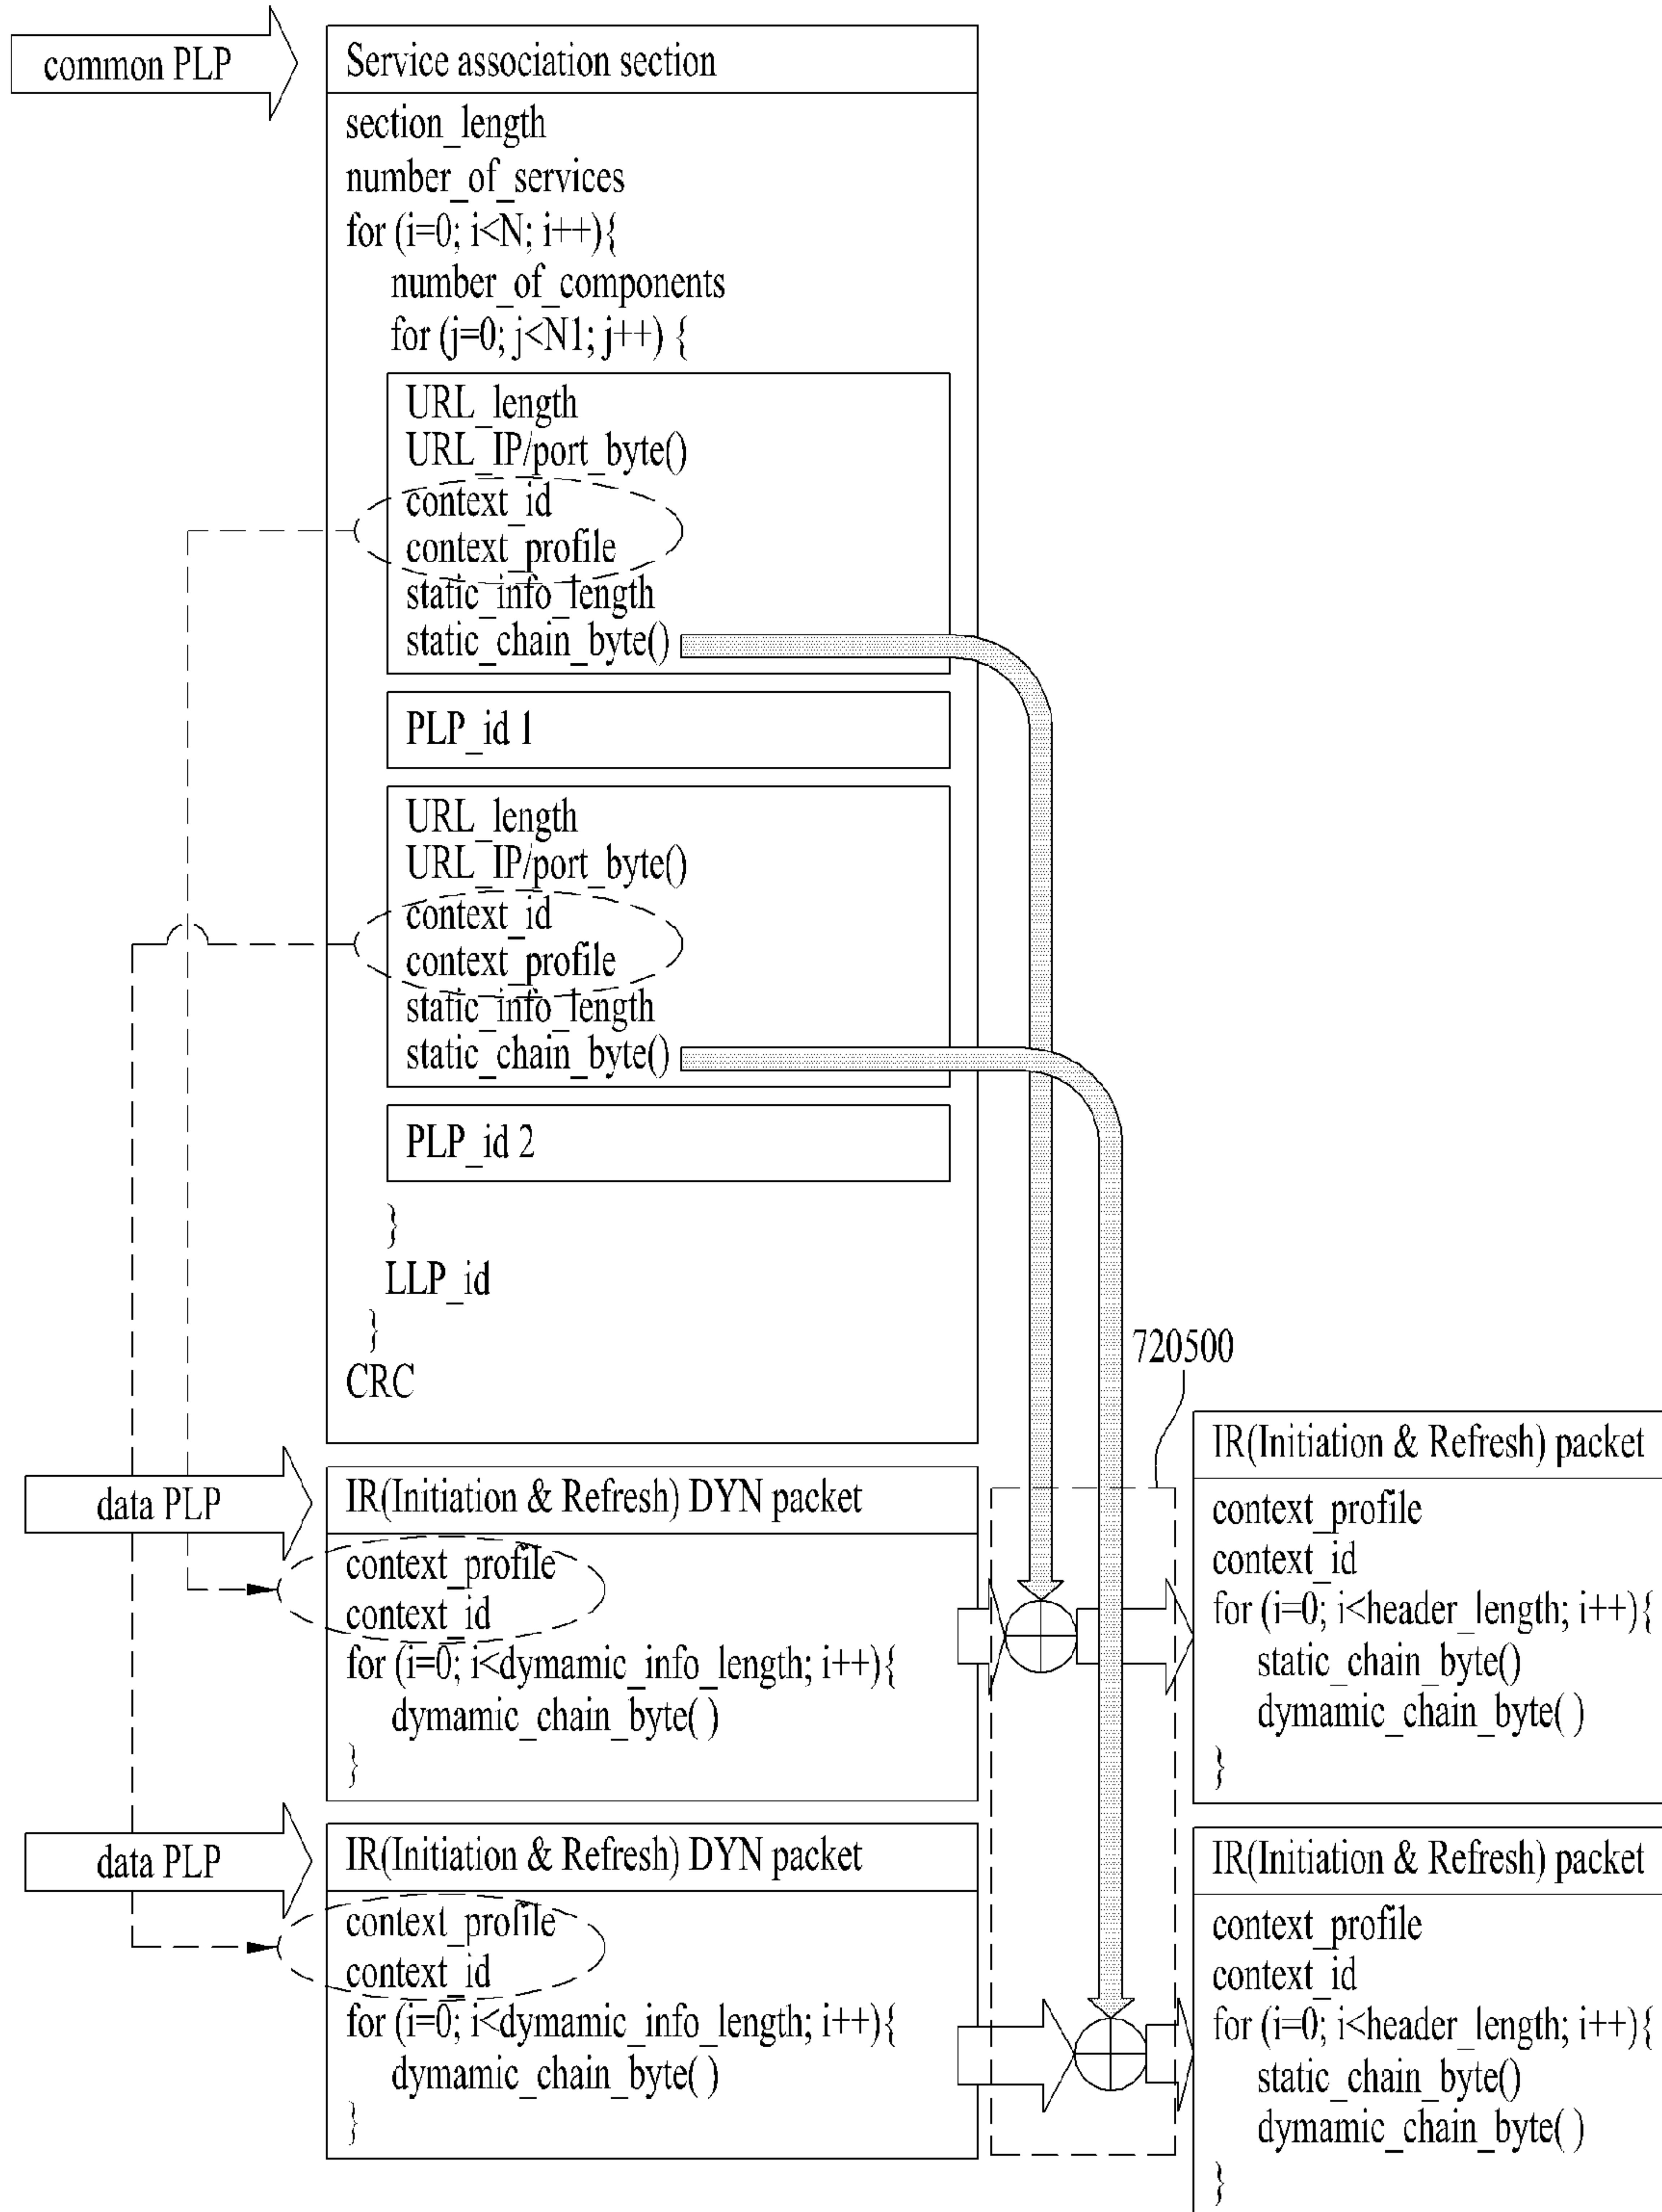 common PLP
Service association section
section_length
number_of_services
for (i=0; i<N; i++){
number_of_components
for (j=0; j<N1; j++) {
URL_length
URL_IP/port_byte()
context_id
context_profile
static_info_length
static_chain_byte()
PLP_id 1
URL_length
URL_IP/port_byte()
context_id
context_profile
static_info_length
static_chain_byte()
PLP_id 2
}
LLP_id
}
CRC
720500
data PLP
IR(Initiation & Refresh) DYN packet
context_profile
context_id
for (i=0; i<dymamic_info_length; i++){
dymamic_chain_byte( )
}
IR(Initiation & Refresh) packet
context_profile
context_id
for (i=0; i<header_length; i++){
static_chain_byte()
dymamic_chain_byte( )
}
data PLP
IR(Initiation & Refresh) DYN packet
context_profile
context_id
for (i=0; i<dymamic_info_length; i++){
dymamic_chain_byte( )
}
IR(Initiation & Refresh) packet
context_profile
context_id
for (i=0; i<header_length; i++){
static_chain_byte()
dymamic_chain_byte( )
}